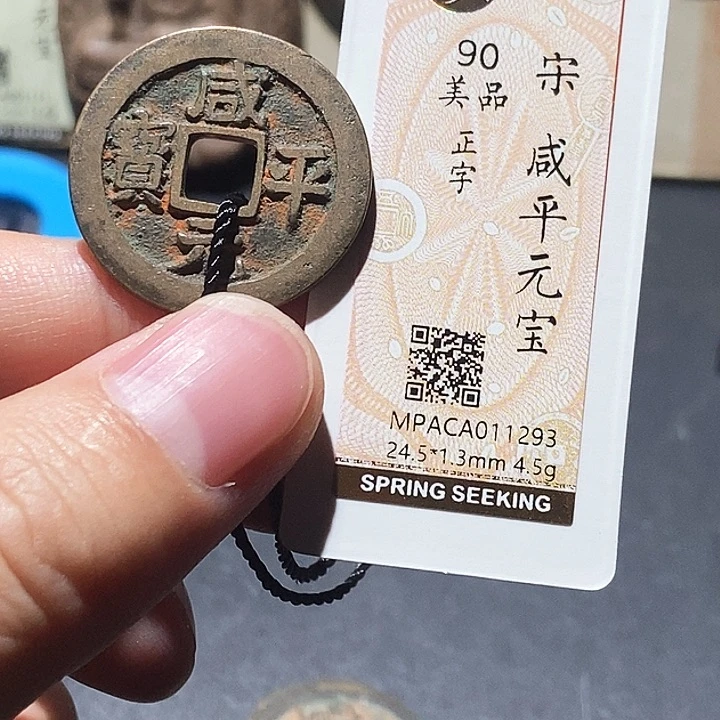 咸平元寶
宋 咸平元宝
90
美品
正字
MPACA011293
24.5*1.3mm 4.5g
SPRING SEEKING